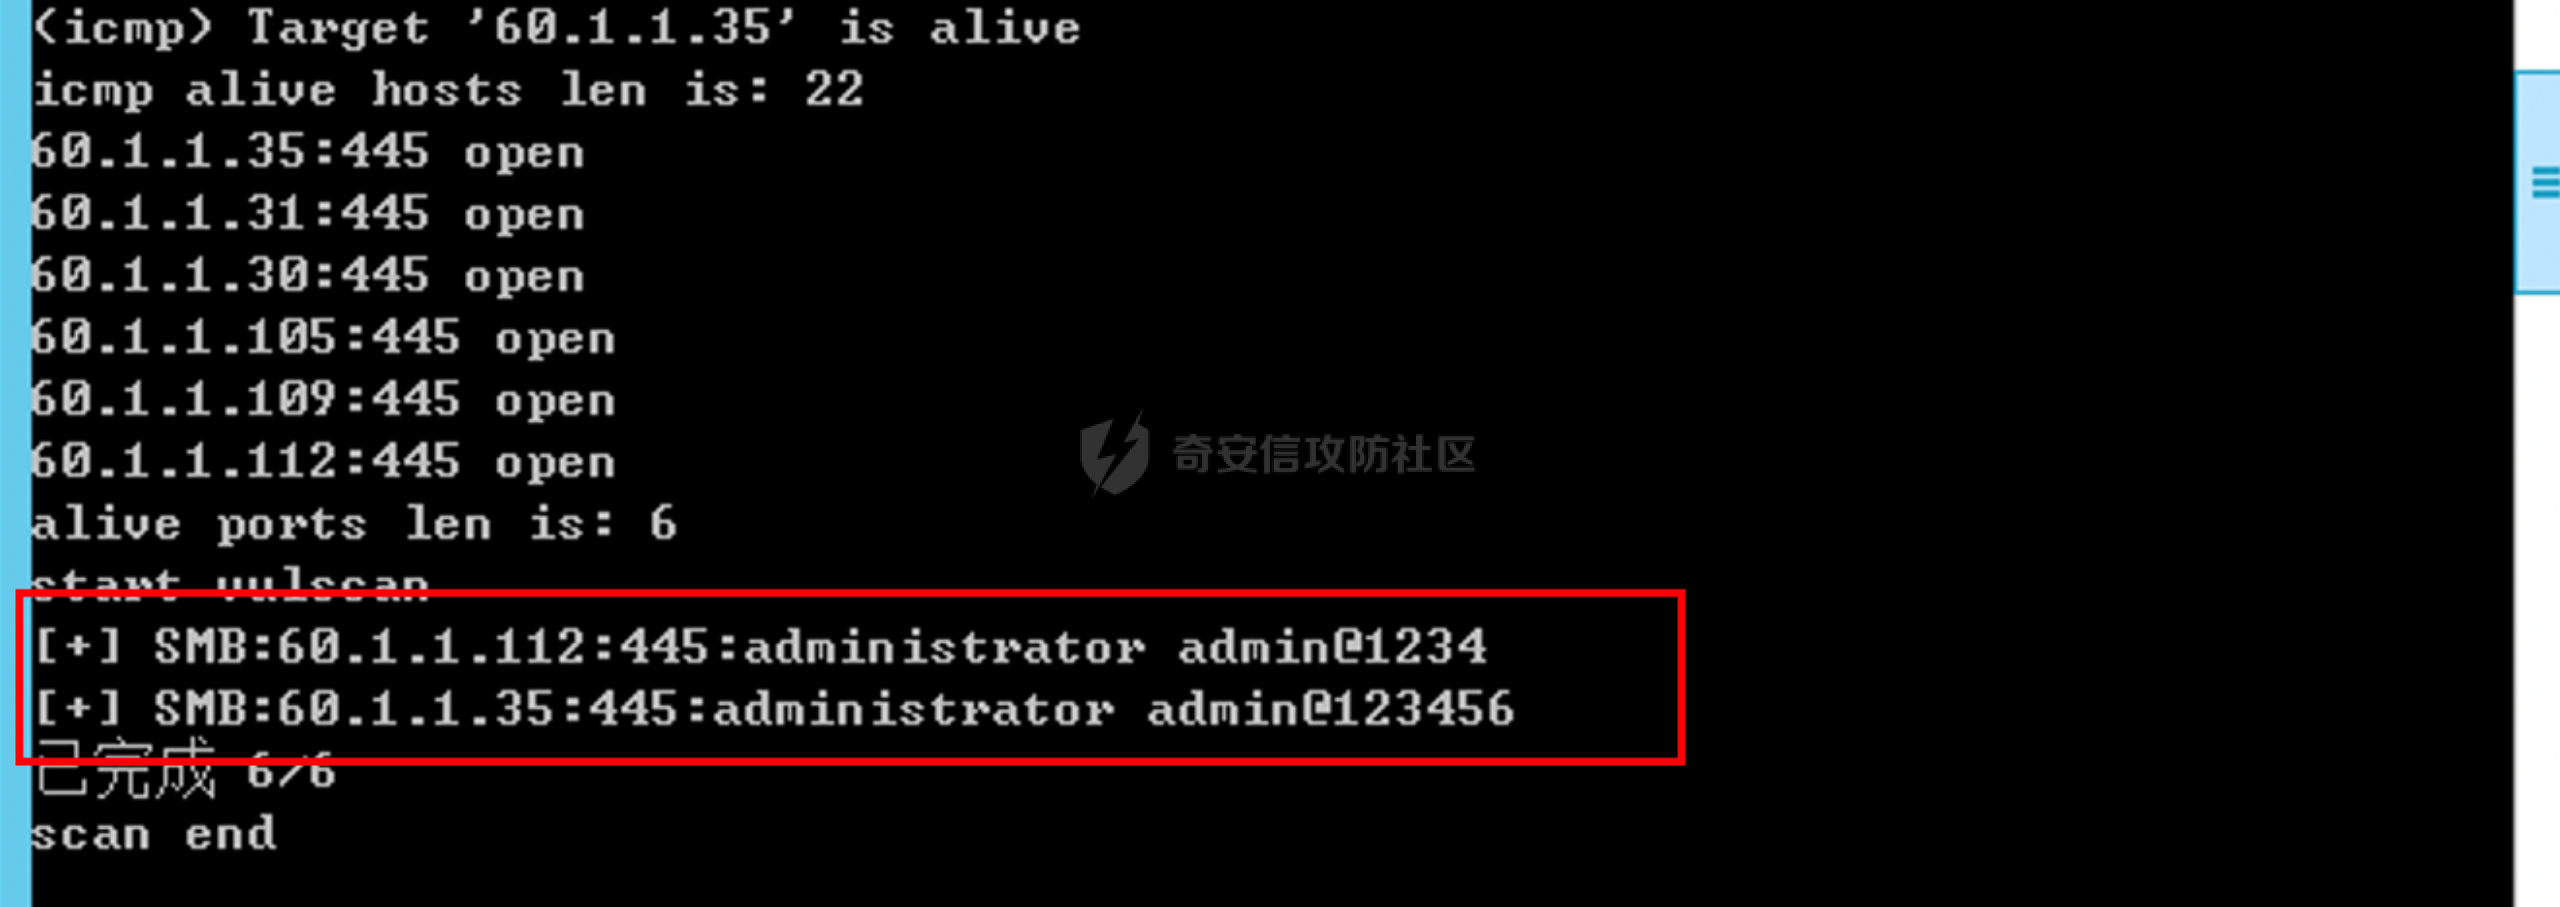 (icmp) Target '60.1.1.35' is alive
icmp alive hosts len is: 22
60.1.1.35:445 open
60.1.1.31:445 open
60.1.1.30:445 open
60.1.1.105:445 open
60.1.1.109:445 open
60.1.1.112:445 open
奇安信攻防社区
alive ports len is: 6
start vulscan
[+] SMB:60.1.1.112:445:administrator admin@1234
[+] SMB:60.1.1.35:445:administrator admin@123456
已完成 6/6
scan end